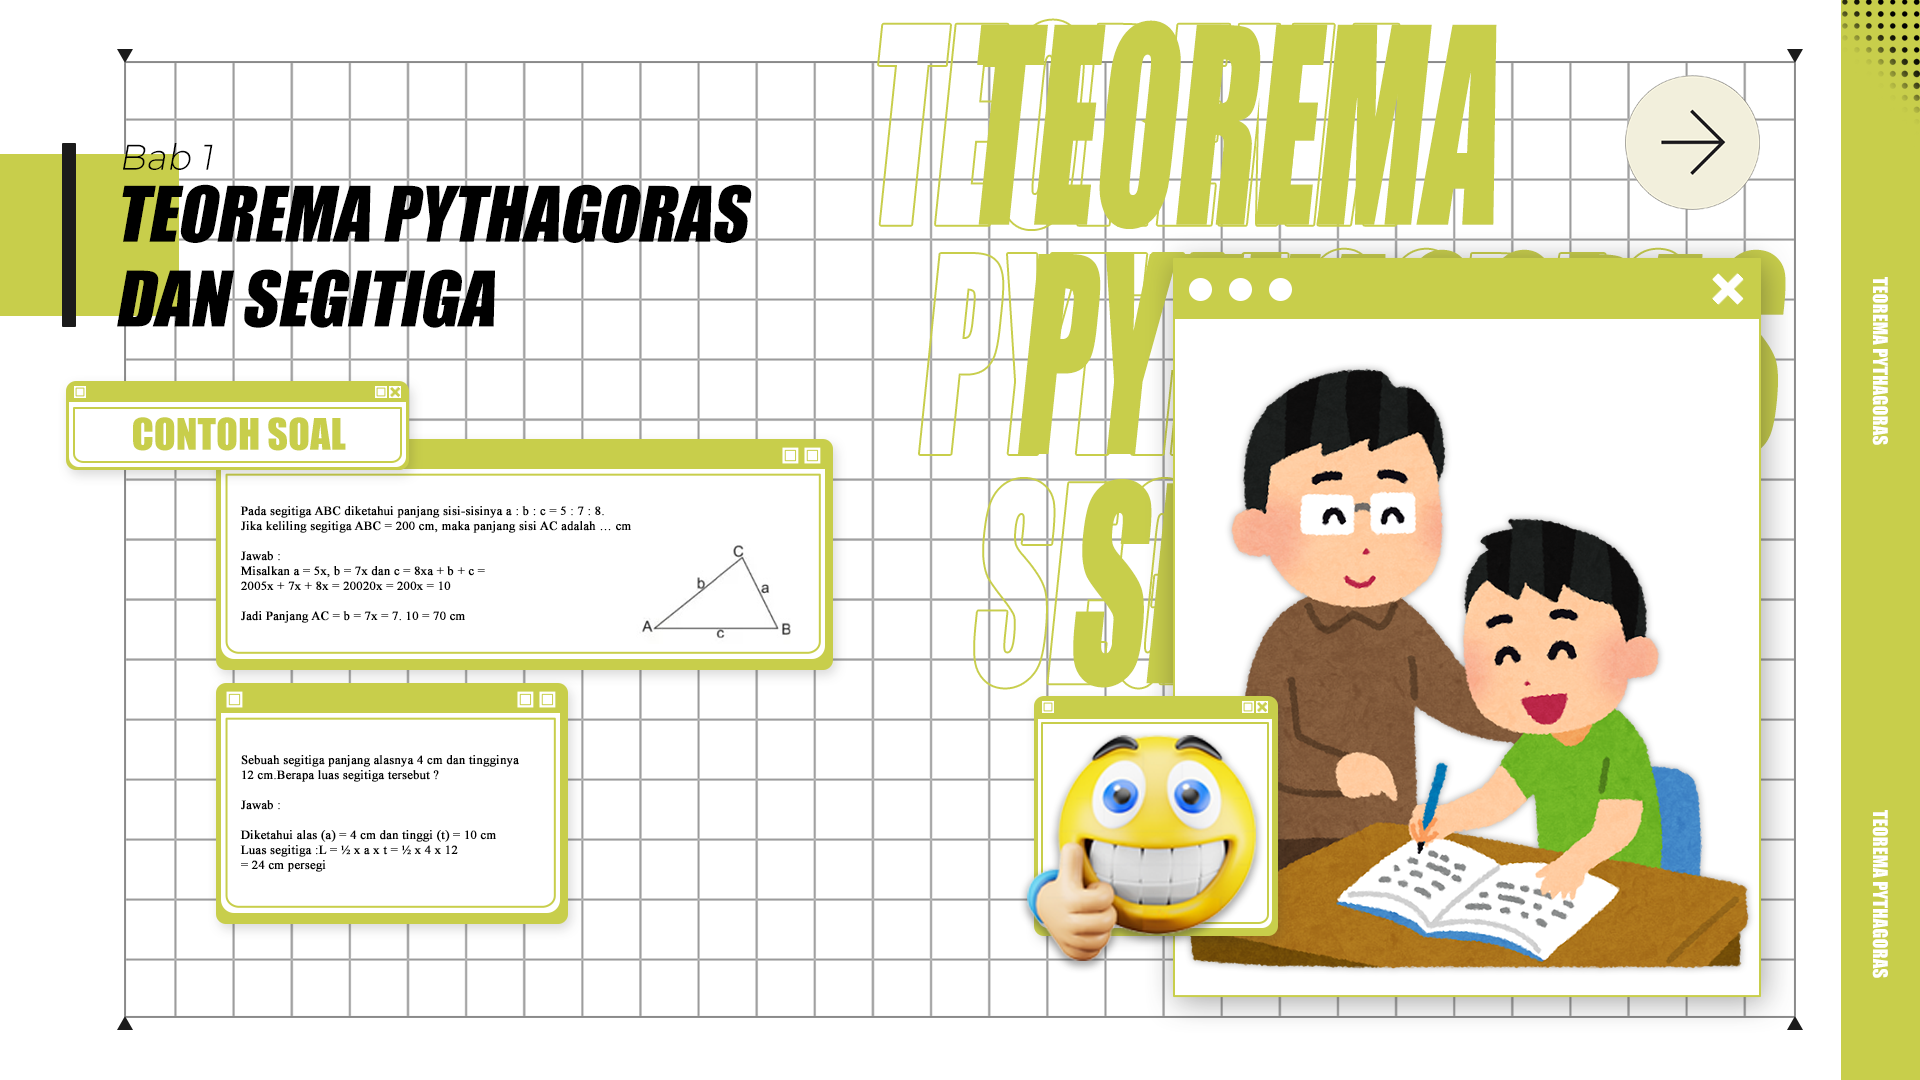 Bab 1
TEOREMA PYTHAGORAS
DAN SEGITIGA
TEOREMA
CONTOH SOAL
Pada segitiga ABC diketahui panjang sisi-sisinya a : b : c = 5 : 7 : 8.
Jika keliling segitiga ABC = 200 cm, maka panjang sisi AC adalah … cm
Jawab :
Misalkan a = 5x, b = 7x dan c = 8xa + b + c =
2005x + 7x + 8x = 20020x = 200x = 10
Jadi Panjang AC = b = 7x = 7. 10 = 70 cm
C
b
a
A
c
B
Sebuah segitiga panjang alasnya 4 cm dan tingginya
12 cm.Berapa luas segitiga tersebut ?
Jawab :
Diketahui alas (a) = 4 cm dan tinggi (t) = 10 cm
Luas segitiga :L = ½ x a x t = ½ x 4 x 12
= 24 cm persegi
TEOREMA PYTHAGORAS
TEOREMA PYTHAGORAS